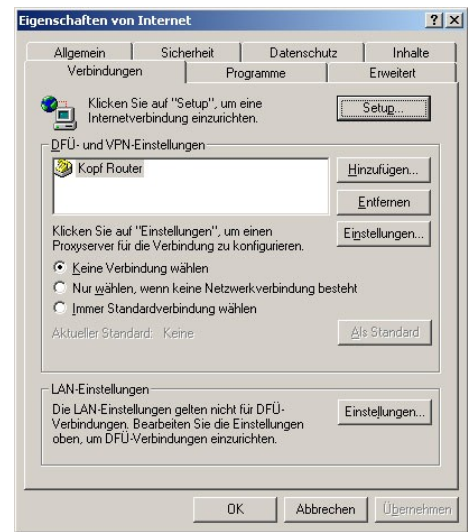 Eigenschaften von Internet
Allgemein Sicherheit Datenschutz Inhalte
Verbindungen Programme Erweitert
Klicken Sie auf "Setup", um eine
Internetverbindung einzurichten.
Setup...
DFÜ- und VPN-Einstellungen
Kopf Router
Hinzufügen...
Entfernen
Klicken Sie auf "Einstellungen", um einen
Proxyserver für die Verbindung zu konfigurieren.
Einstellungen...
Keine Verbindung wählen
Nur wählen, wenn keine Netzwerkverbindung besteht
Immer Standardverbindung wählen
Aktueller Standard: Keine
Als Standard
LAN-Einstellungen
Die LAN-Einstellungen gelten nicht für DFÜ-
Verbindungen. Bearbeiten Sie die Einstellungen
oben, um DFÜ-Verbindungen einzurichten.
Einstellungen...
OK Abbrechen Übernehmen